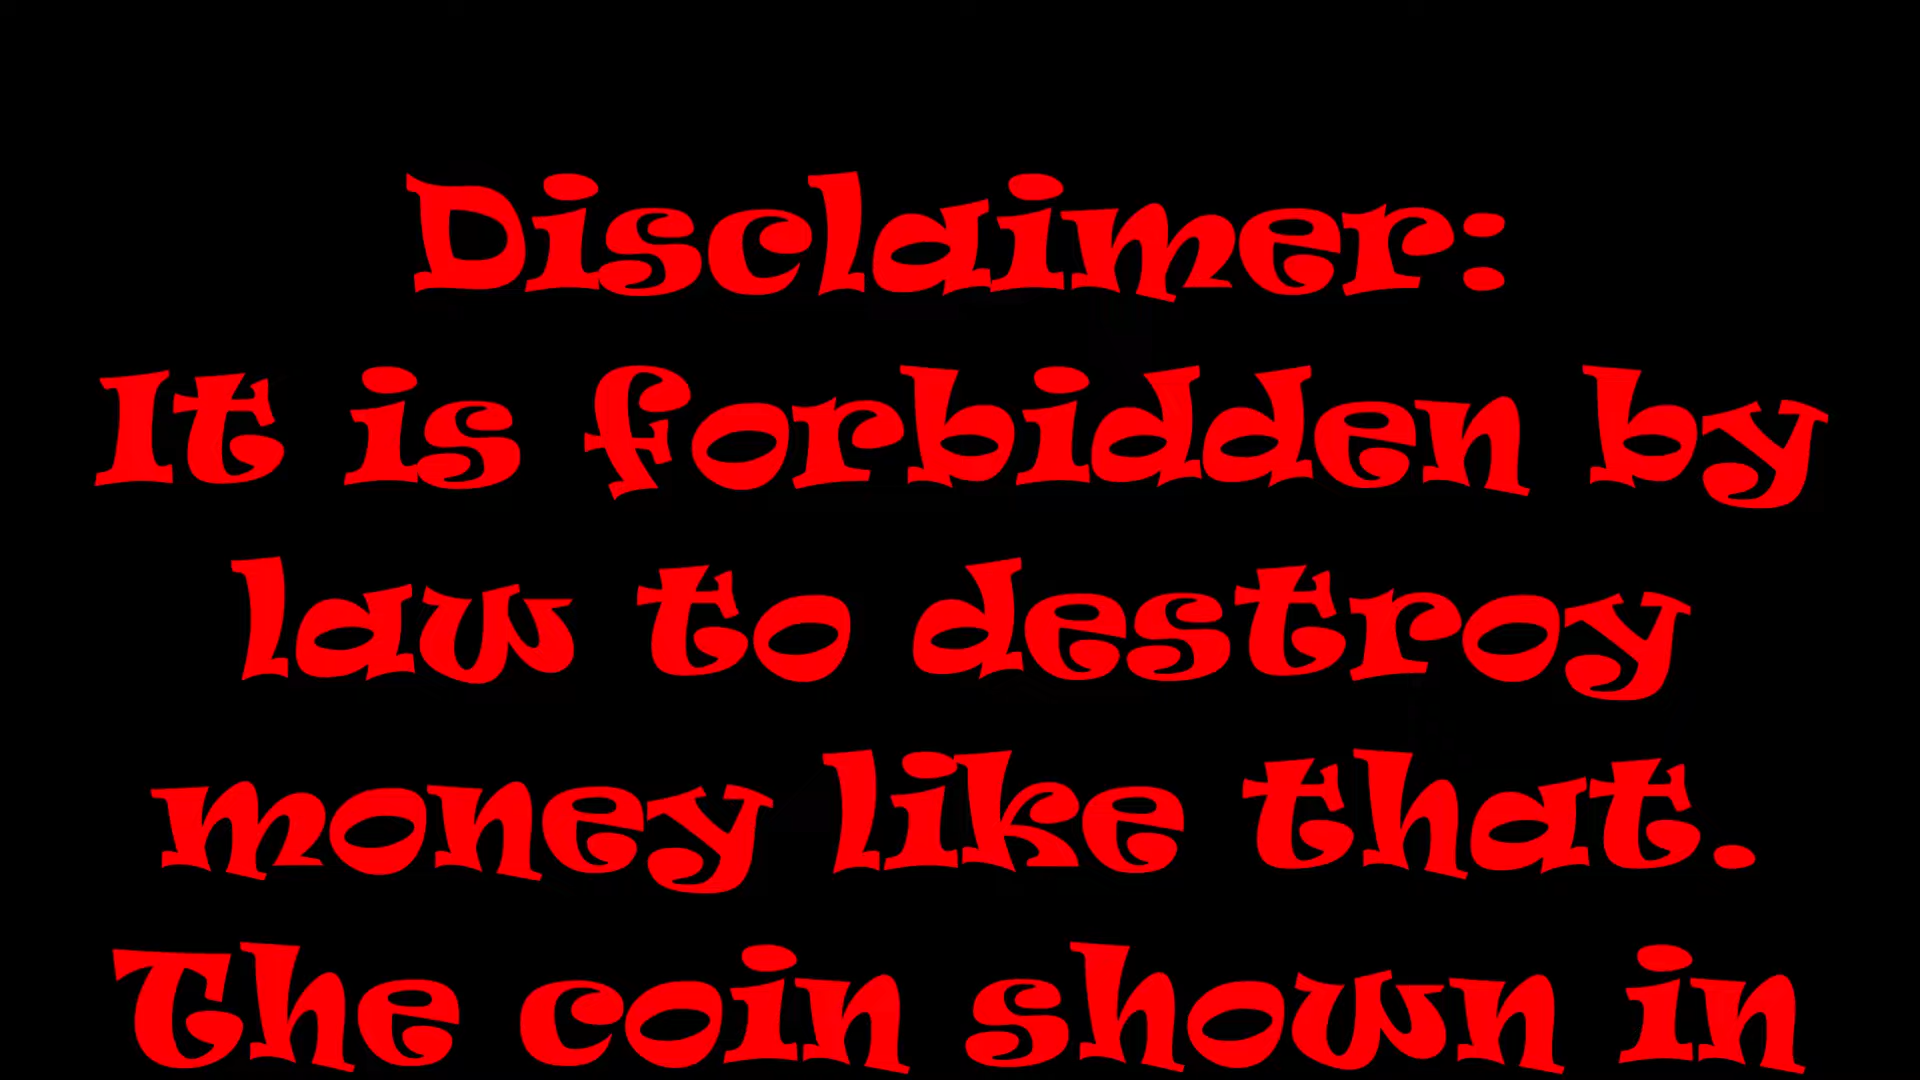 Disclaimer:
It is forbidden by
law to destroy
money like that.
The coin shown in